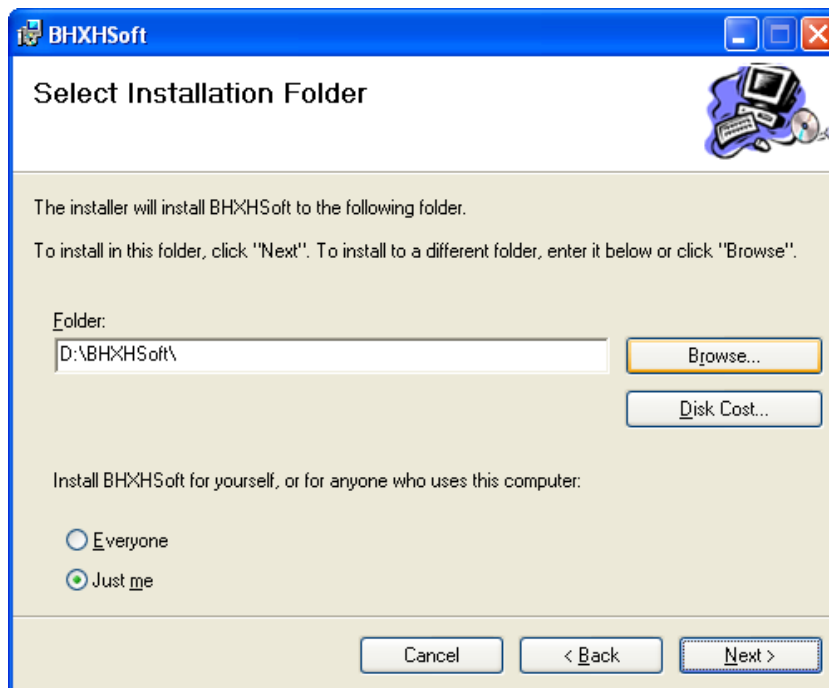 BHXHSoft
Select Installation Folder
The installer will install BHXHSoft to the following folder.
To install in this folder, click "Next". To install to a different folder, enter it below or click "Browse".
Folder:
D:\BHXHSoft\
Browse...
Disk Cost...
Install BHXHSoft for yourself, or for anyone who uses this computer:
Everyone
Just me
Cancel
< Back
Next >